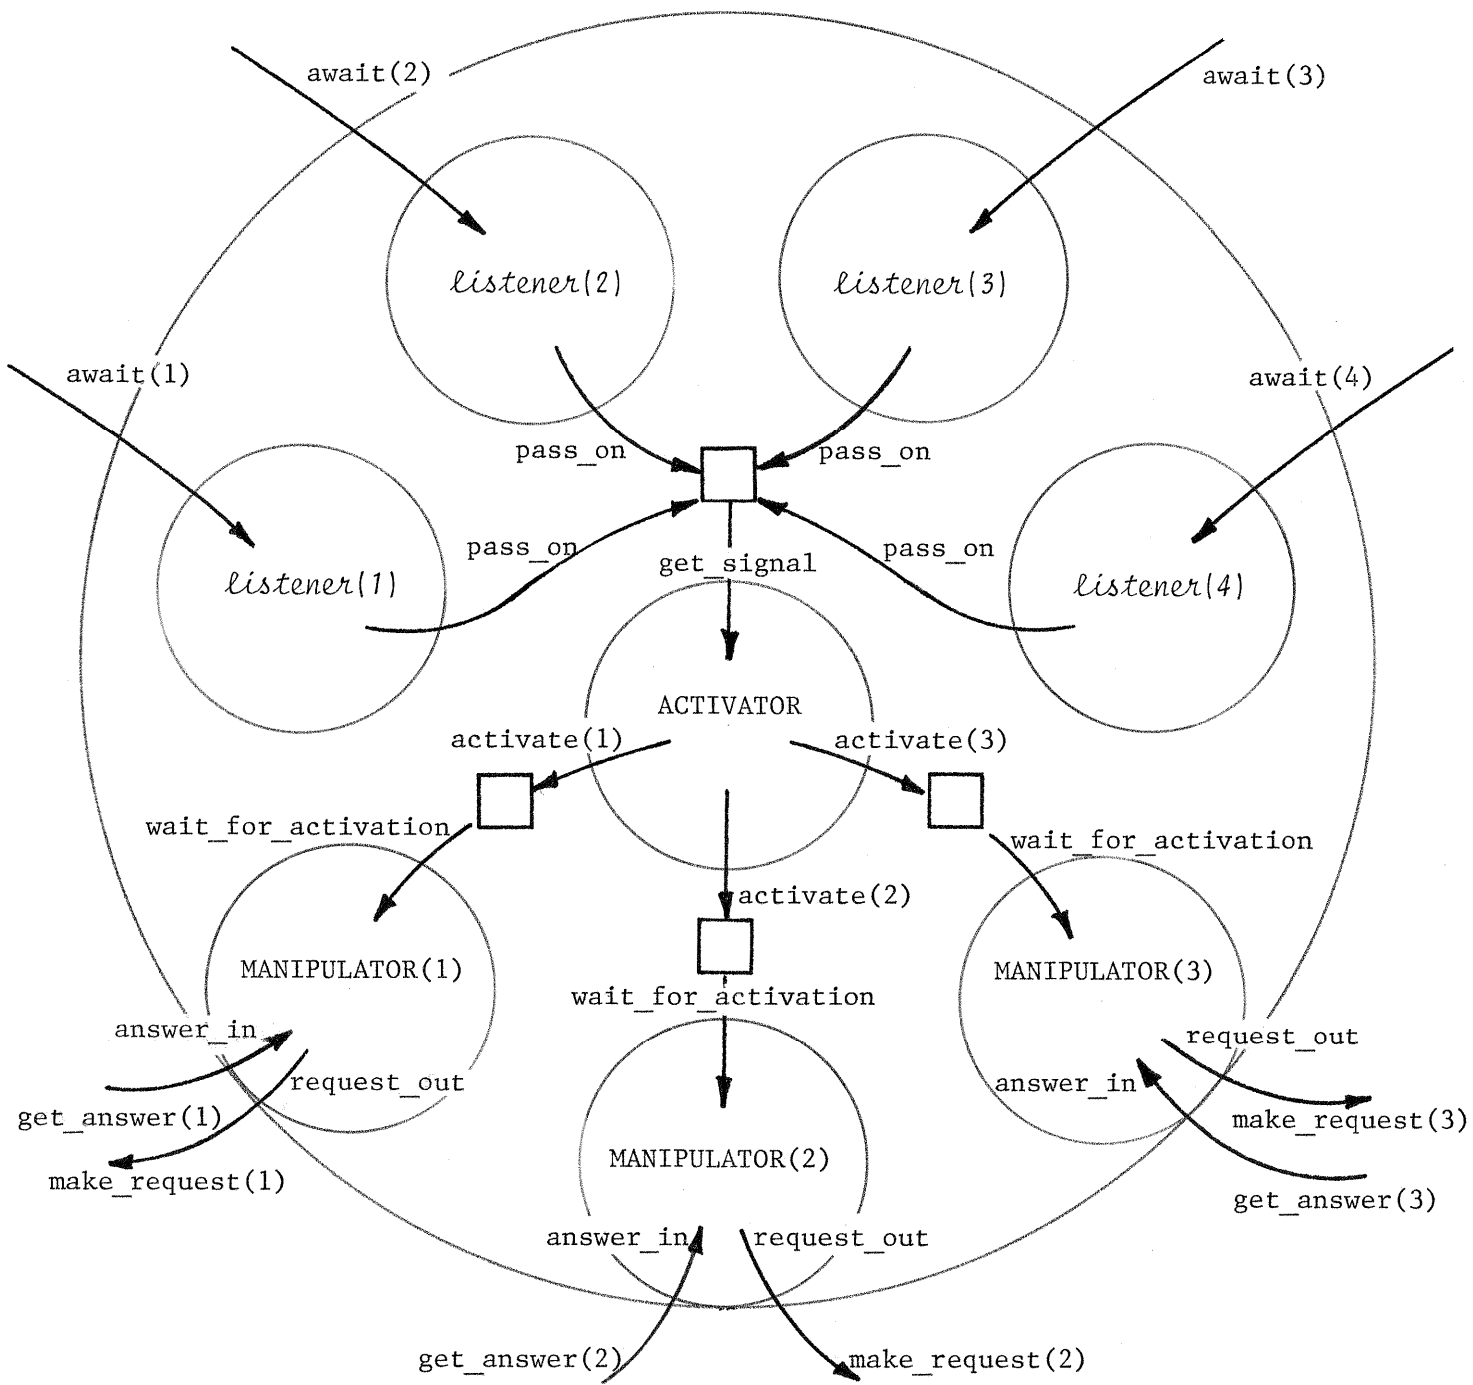 await(2)
await(3)
listener(2)
listener(3)
await(1)
await(4)
pass_on
pass_on
pass_on
pass_on
get_signal
listener(1)
listener(4)
ACTIVATOR
activate(1)
activate(3)
wait_for_activation
wait_for_activation
activate(2)
MANIPULATOR(1)
MANIPULATOR(3)
wait_for_activation
answer_in
request_out
request_out
answer_in
get_answer(1)
make_request(3)
MANIPULATOR(2)
make_request(1)
get_answer(3)
answer_in
request_out
get_answer(2)
make_request(2)